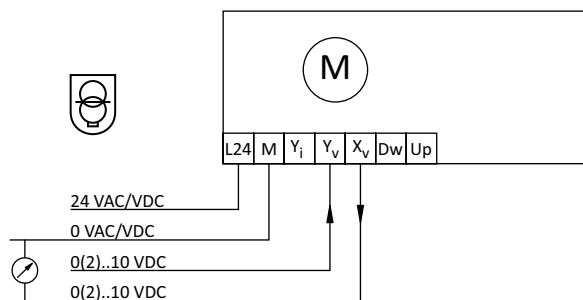 M
L24 M Yi Yv Xv Dw Up
24 VAC/VDC
0 VAC/VDC
0(2)..10 VDC
0(2)..10 VDC